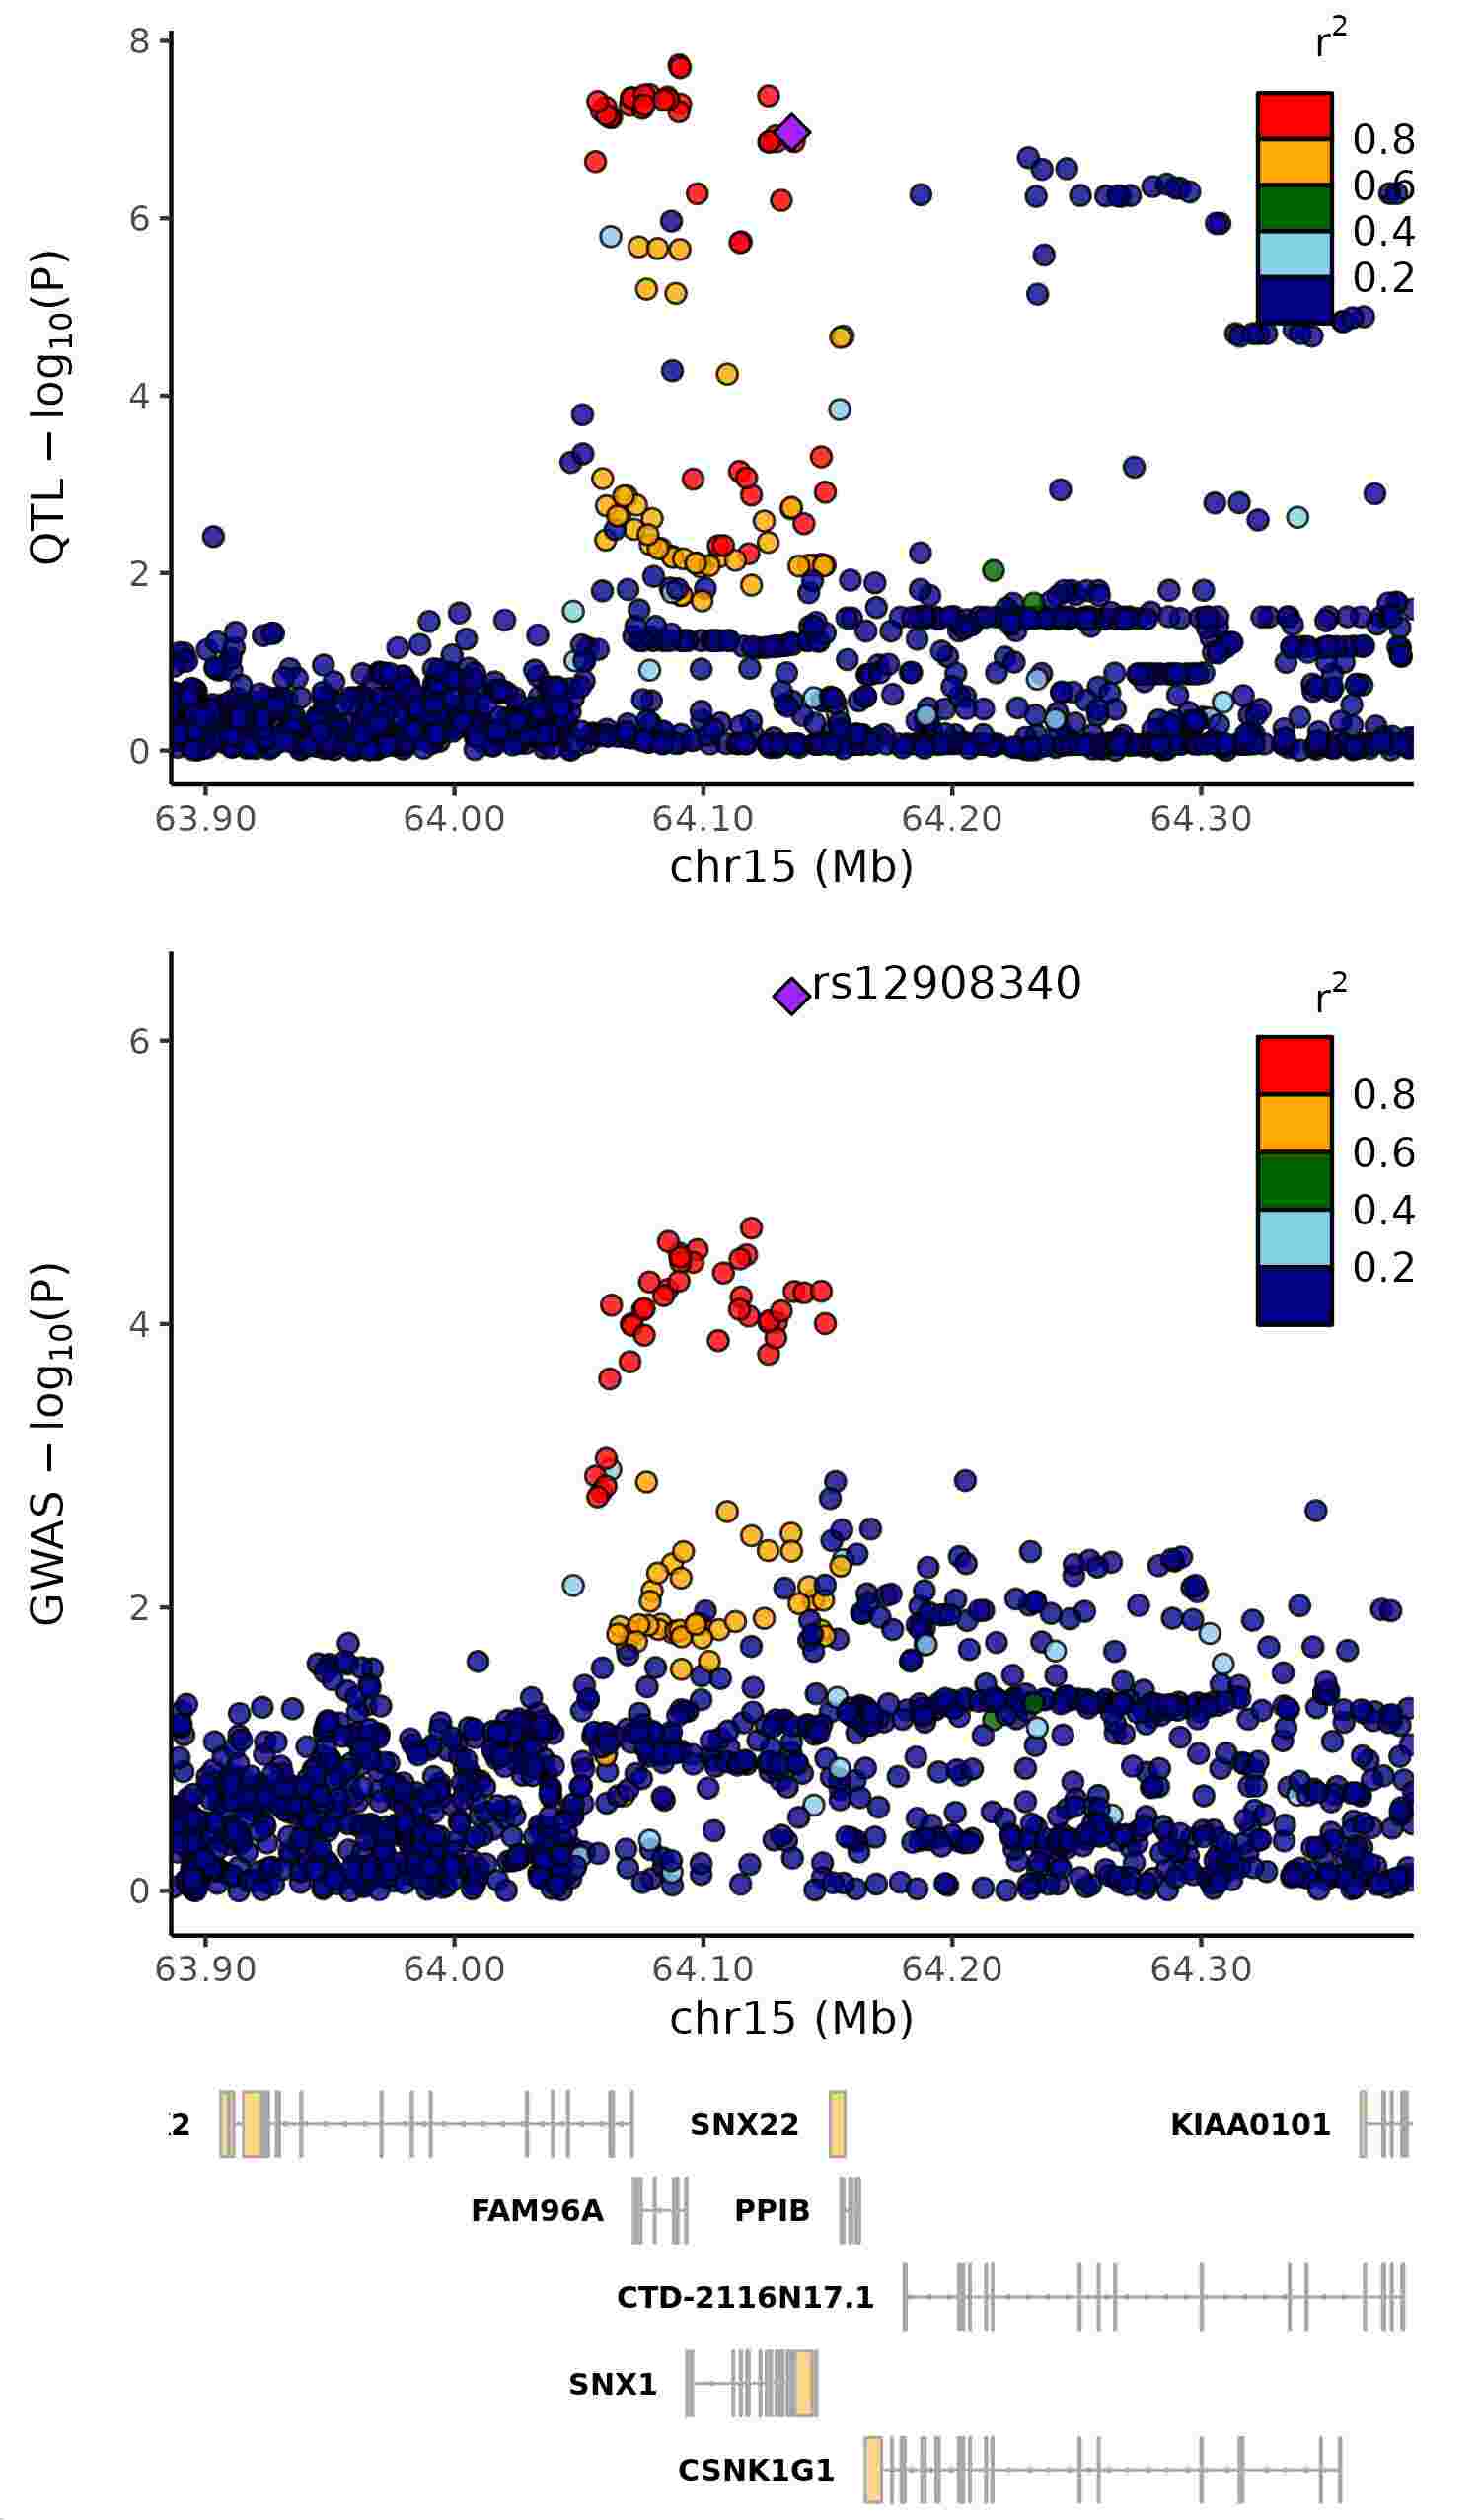 r2
8
6
4
2
0
0.8
0.6
0.4
0.2
QTL − log10(P)
63.90 64.00 64.10 64.20 64.30
chr15 (Mb)
rs12908340
r2
6
4
2
0
0.8
0.6
0.4
0.2
GWAS − log10(P)
63.90 64.00 64.10 64.20 64.30
chr15 (Mb)
2 SNX22 KIAA0101
FAM96A PPIB
CTD-2116N17.1
SNX1
CSNK1G1